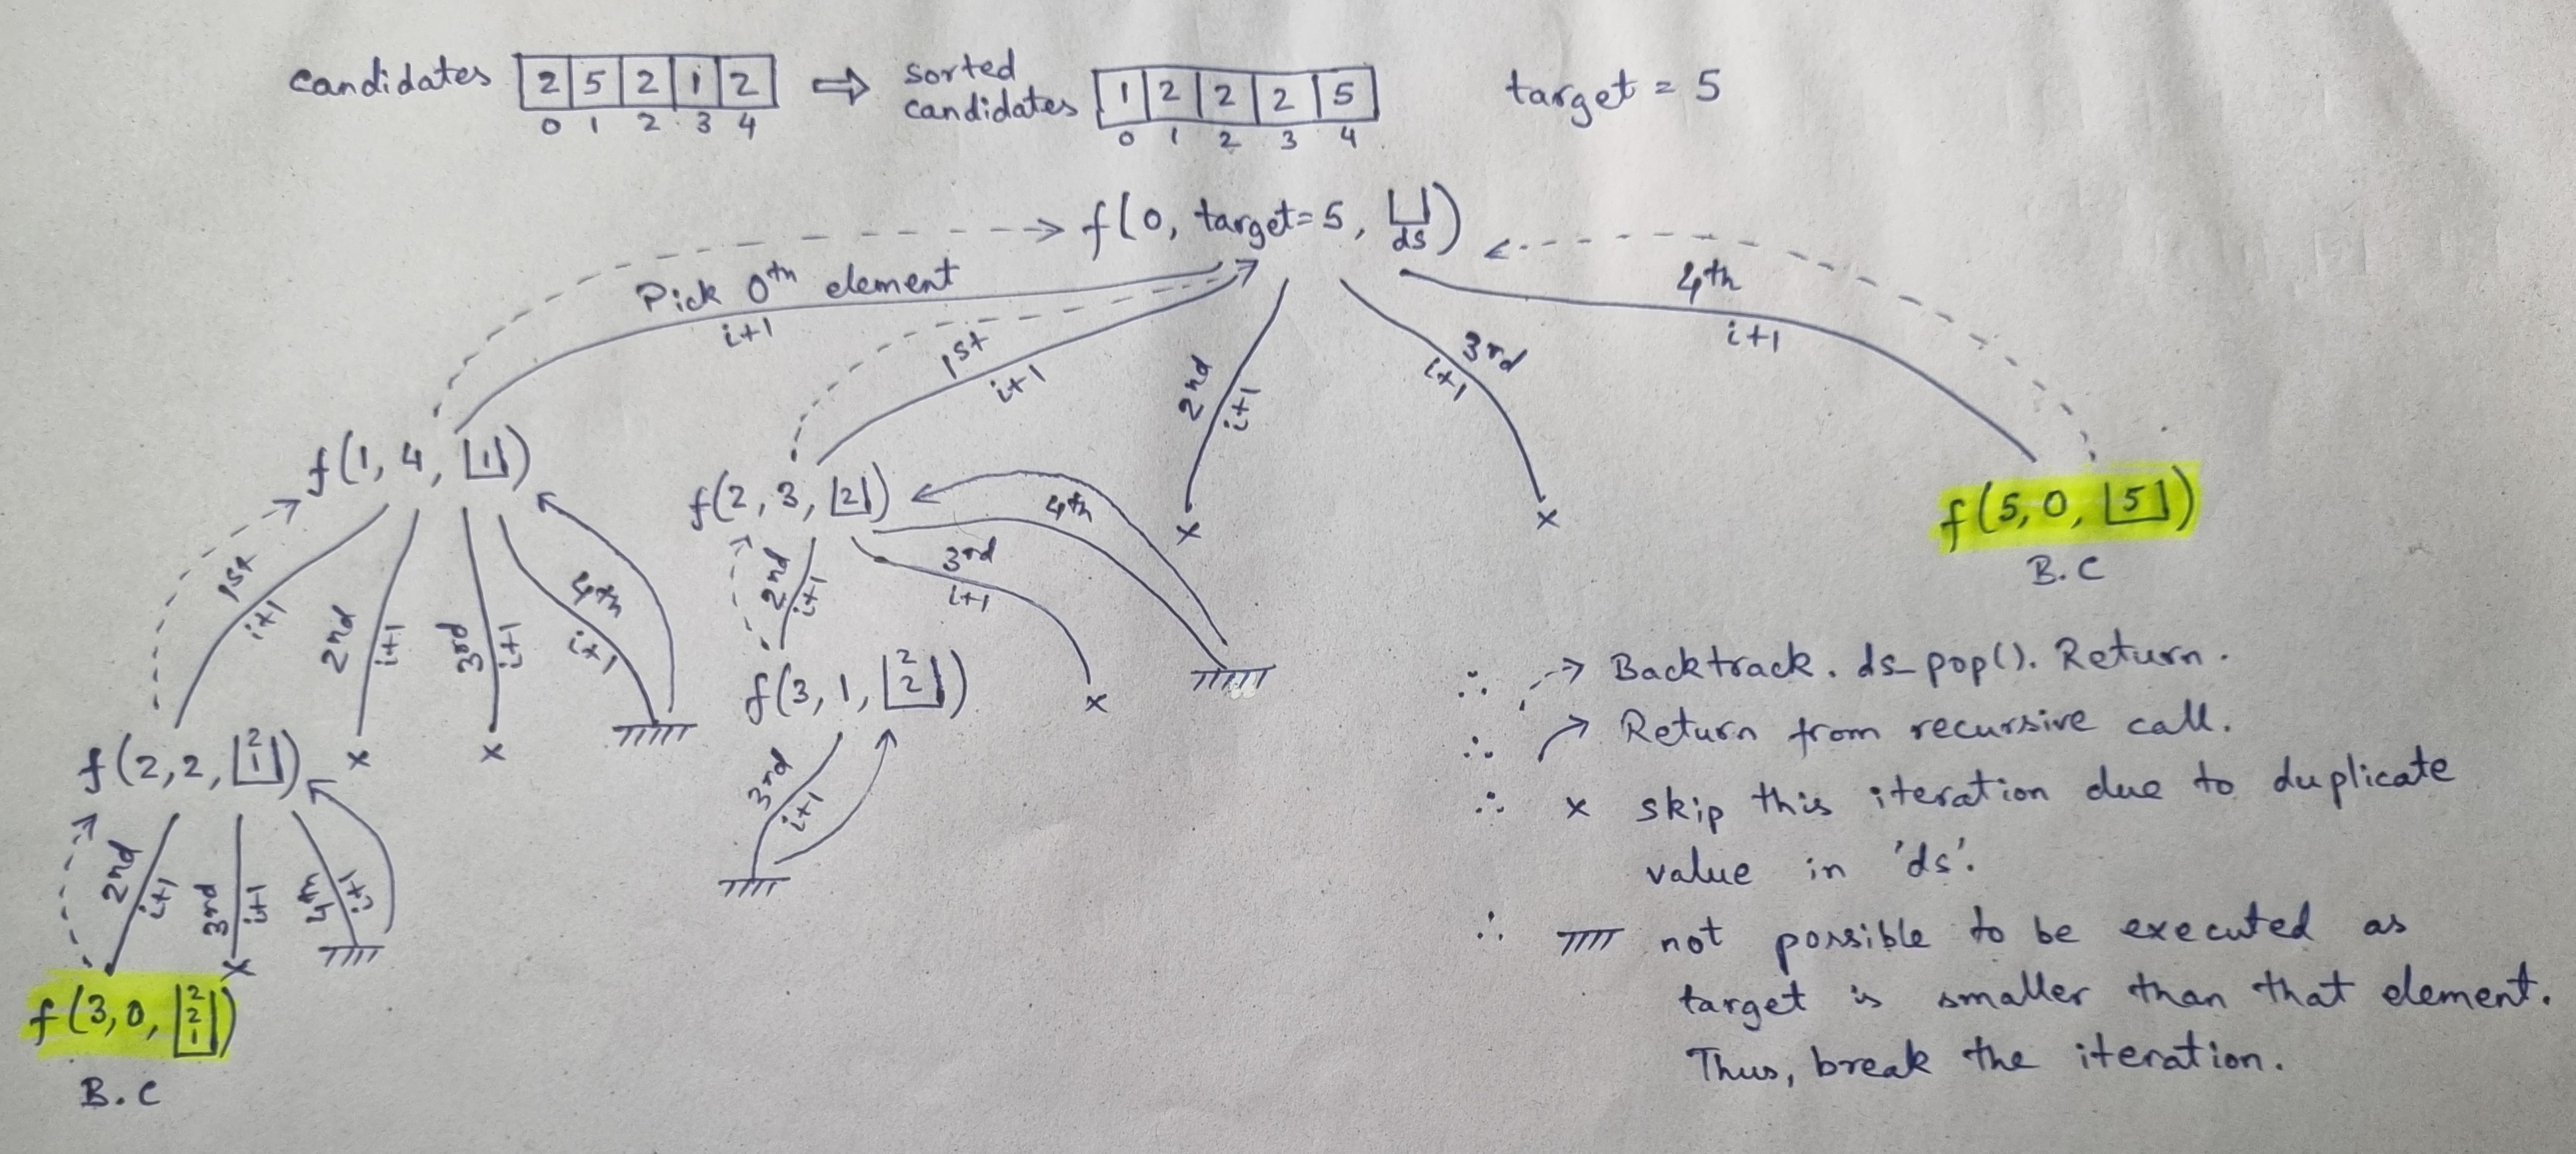 candidates 2 5 2 1 2 ⇒ sorted candidates 1 2 2 2 5 target = 5
0 1 2 3 4 0 1 2 3 4
f(0, target=5, ds)
Pick 0th element
i+1
1st
i+1
2nd
i+1
3rd
i+1
4th
i+1
f(1, 4, 1)
f(2, 3, 2)
f(5, 0, 5)
B.C
1st
i+1
2nd
i+1
3rd
i+1
4th
i+1
2nd
i+1
3rd
i+1
4th
x
x
f(2, 2, 2 1)
x
x
f(3, 1, 2 2)
x
2nd
i+1
3rd
i+1
4th
i+1
3rd
i+1
x
f(3, 0, 2 2 1)
B.C
∴ --> Backtrack. ds_pop(). Return.
∴ → Return from recursive call.
∴ x skip this iteration due to duplicate
value in 'ds'.
∴ not possible to be executed as
target is smaller than that element.
Thus, break the iteration.